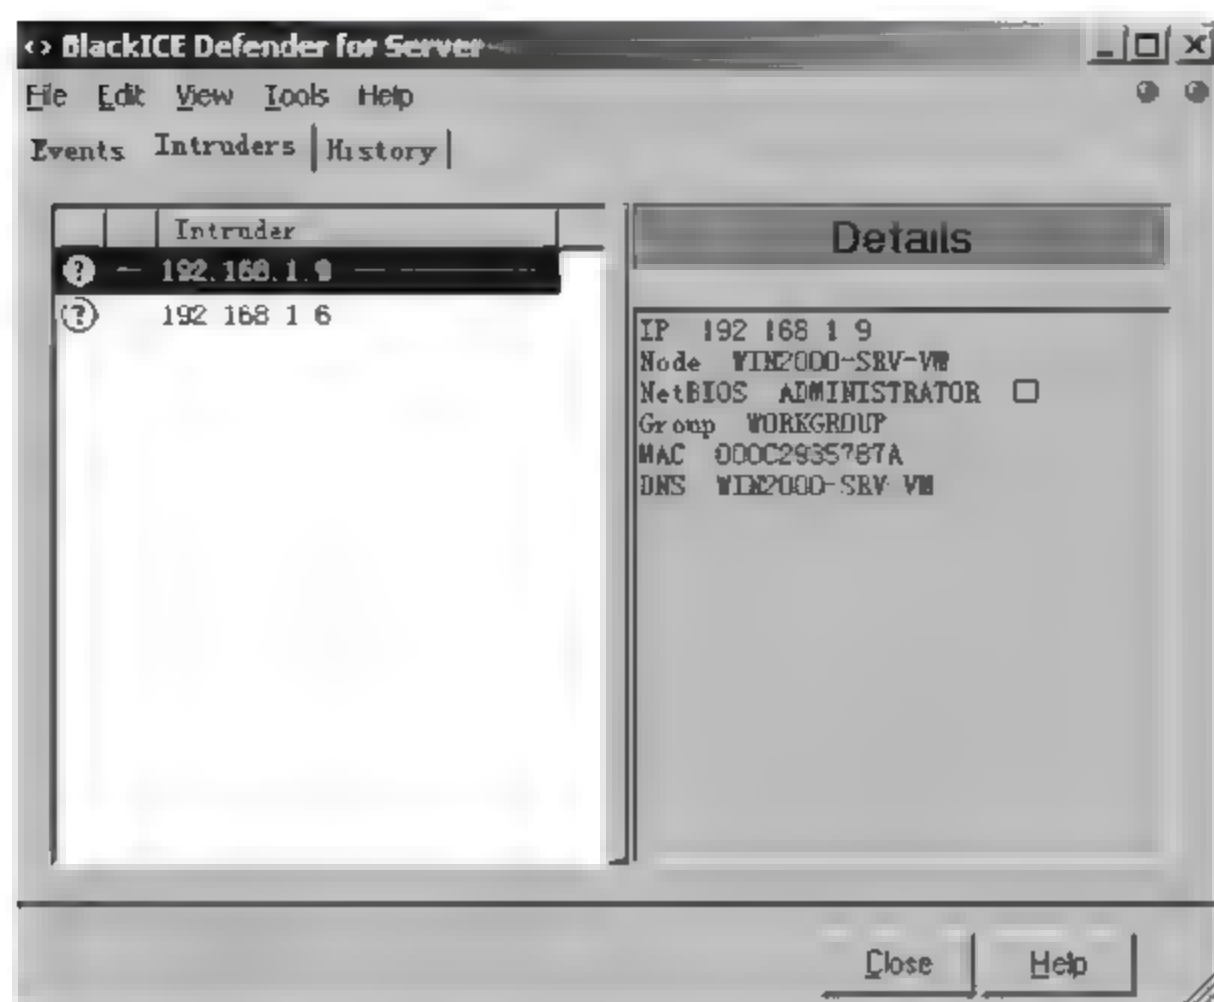 BlackICE Defender for Server
File Edit View Tools Help
Events Intruders History
Intruder
192.168.1.9
192 168 1 6
Details
IP 192 168 1 9
Node WIN2000-SRV-VM
NetBIOS ADMINISTRATOR
Group WORKGROUP
MAC 000C2935787A
DNS WIN2000-SRV VM
Close Help